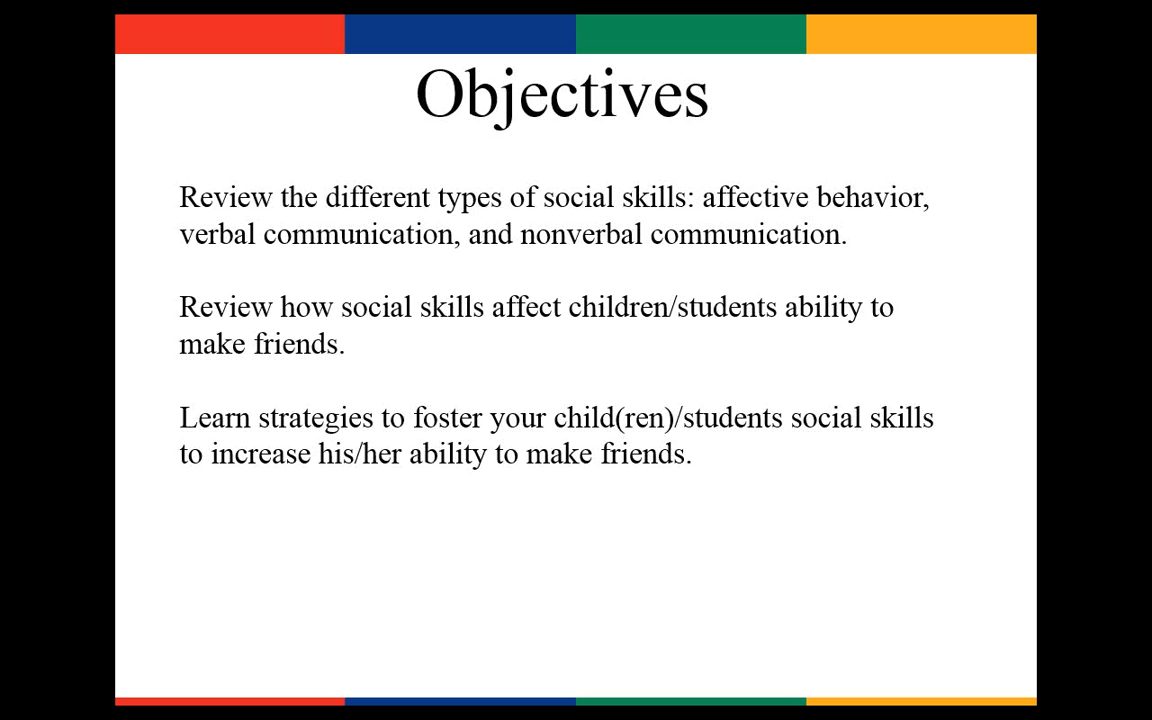 Objectives
Review the different types of social skills: affective behavior,
verbal communication, and nonverbal communication.
Review how social skills affect children/students ability to
make friends.
Learn strategies to foster your child(ren)/students social skills
to increase his/her ability to make friends.